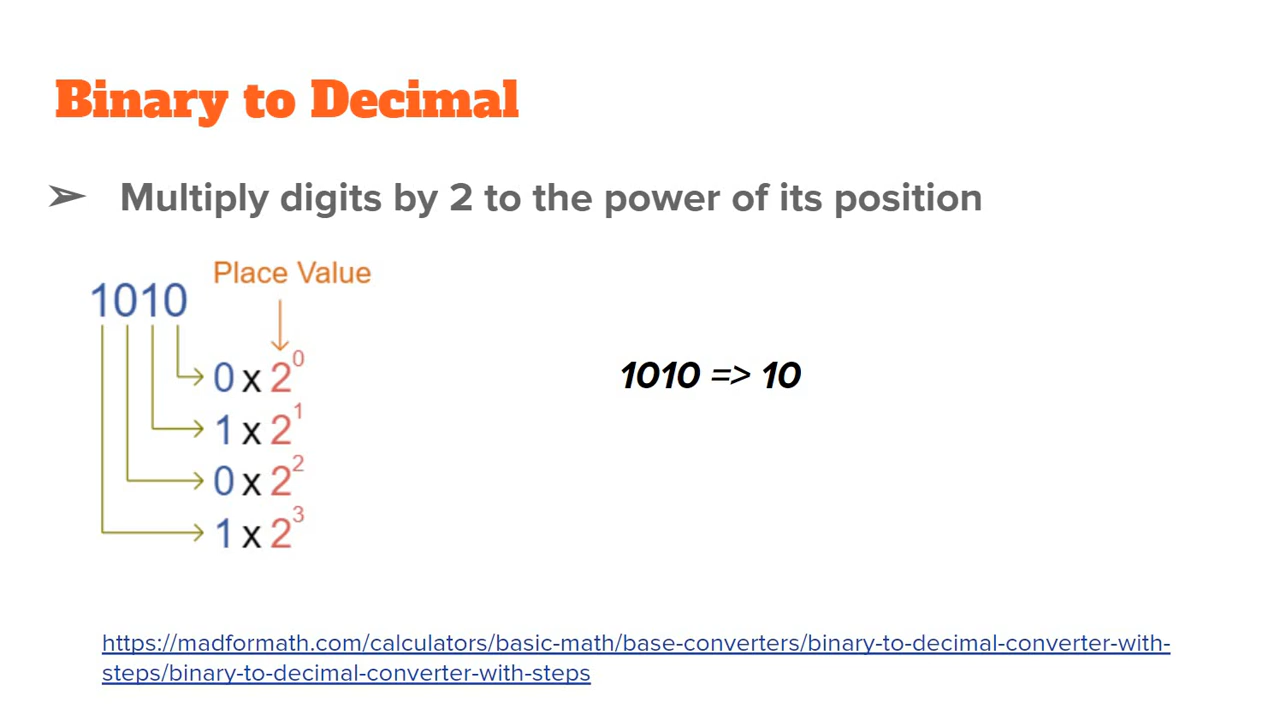 Binary to Decimal
➢ Multiply digits by 2 to the power of its position
Place Value
1010
0 x 2⁰
1 x 2¹
0 x 2²
1 x 2³
1010 => 10
https://madformath.com/calculators/basic-math/base-converters/binary-to-decimal-converter-with-
steps/binary-to-decimal-converter-with-steps